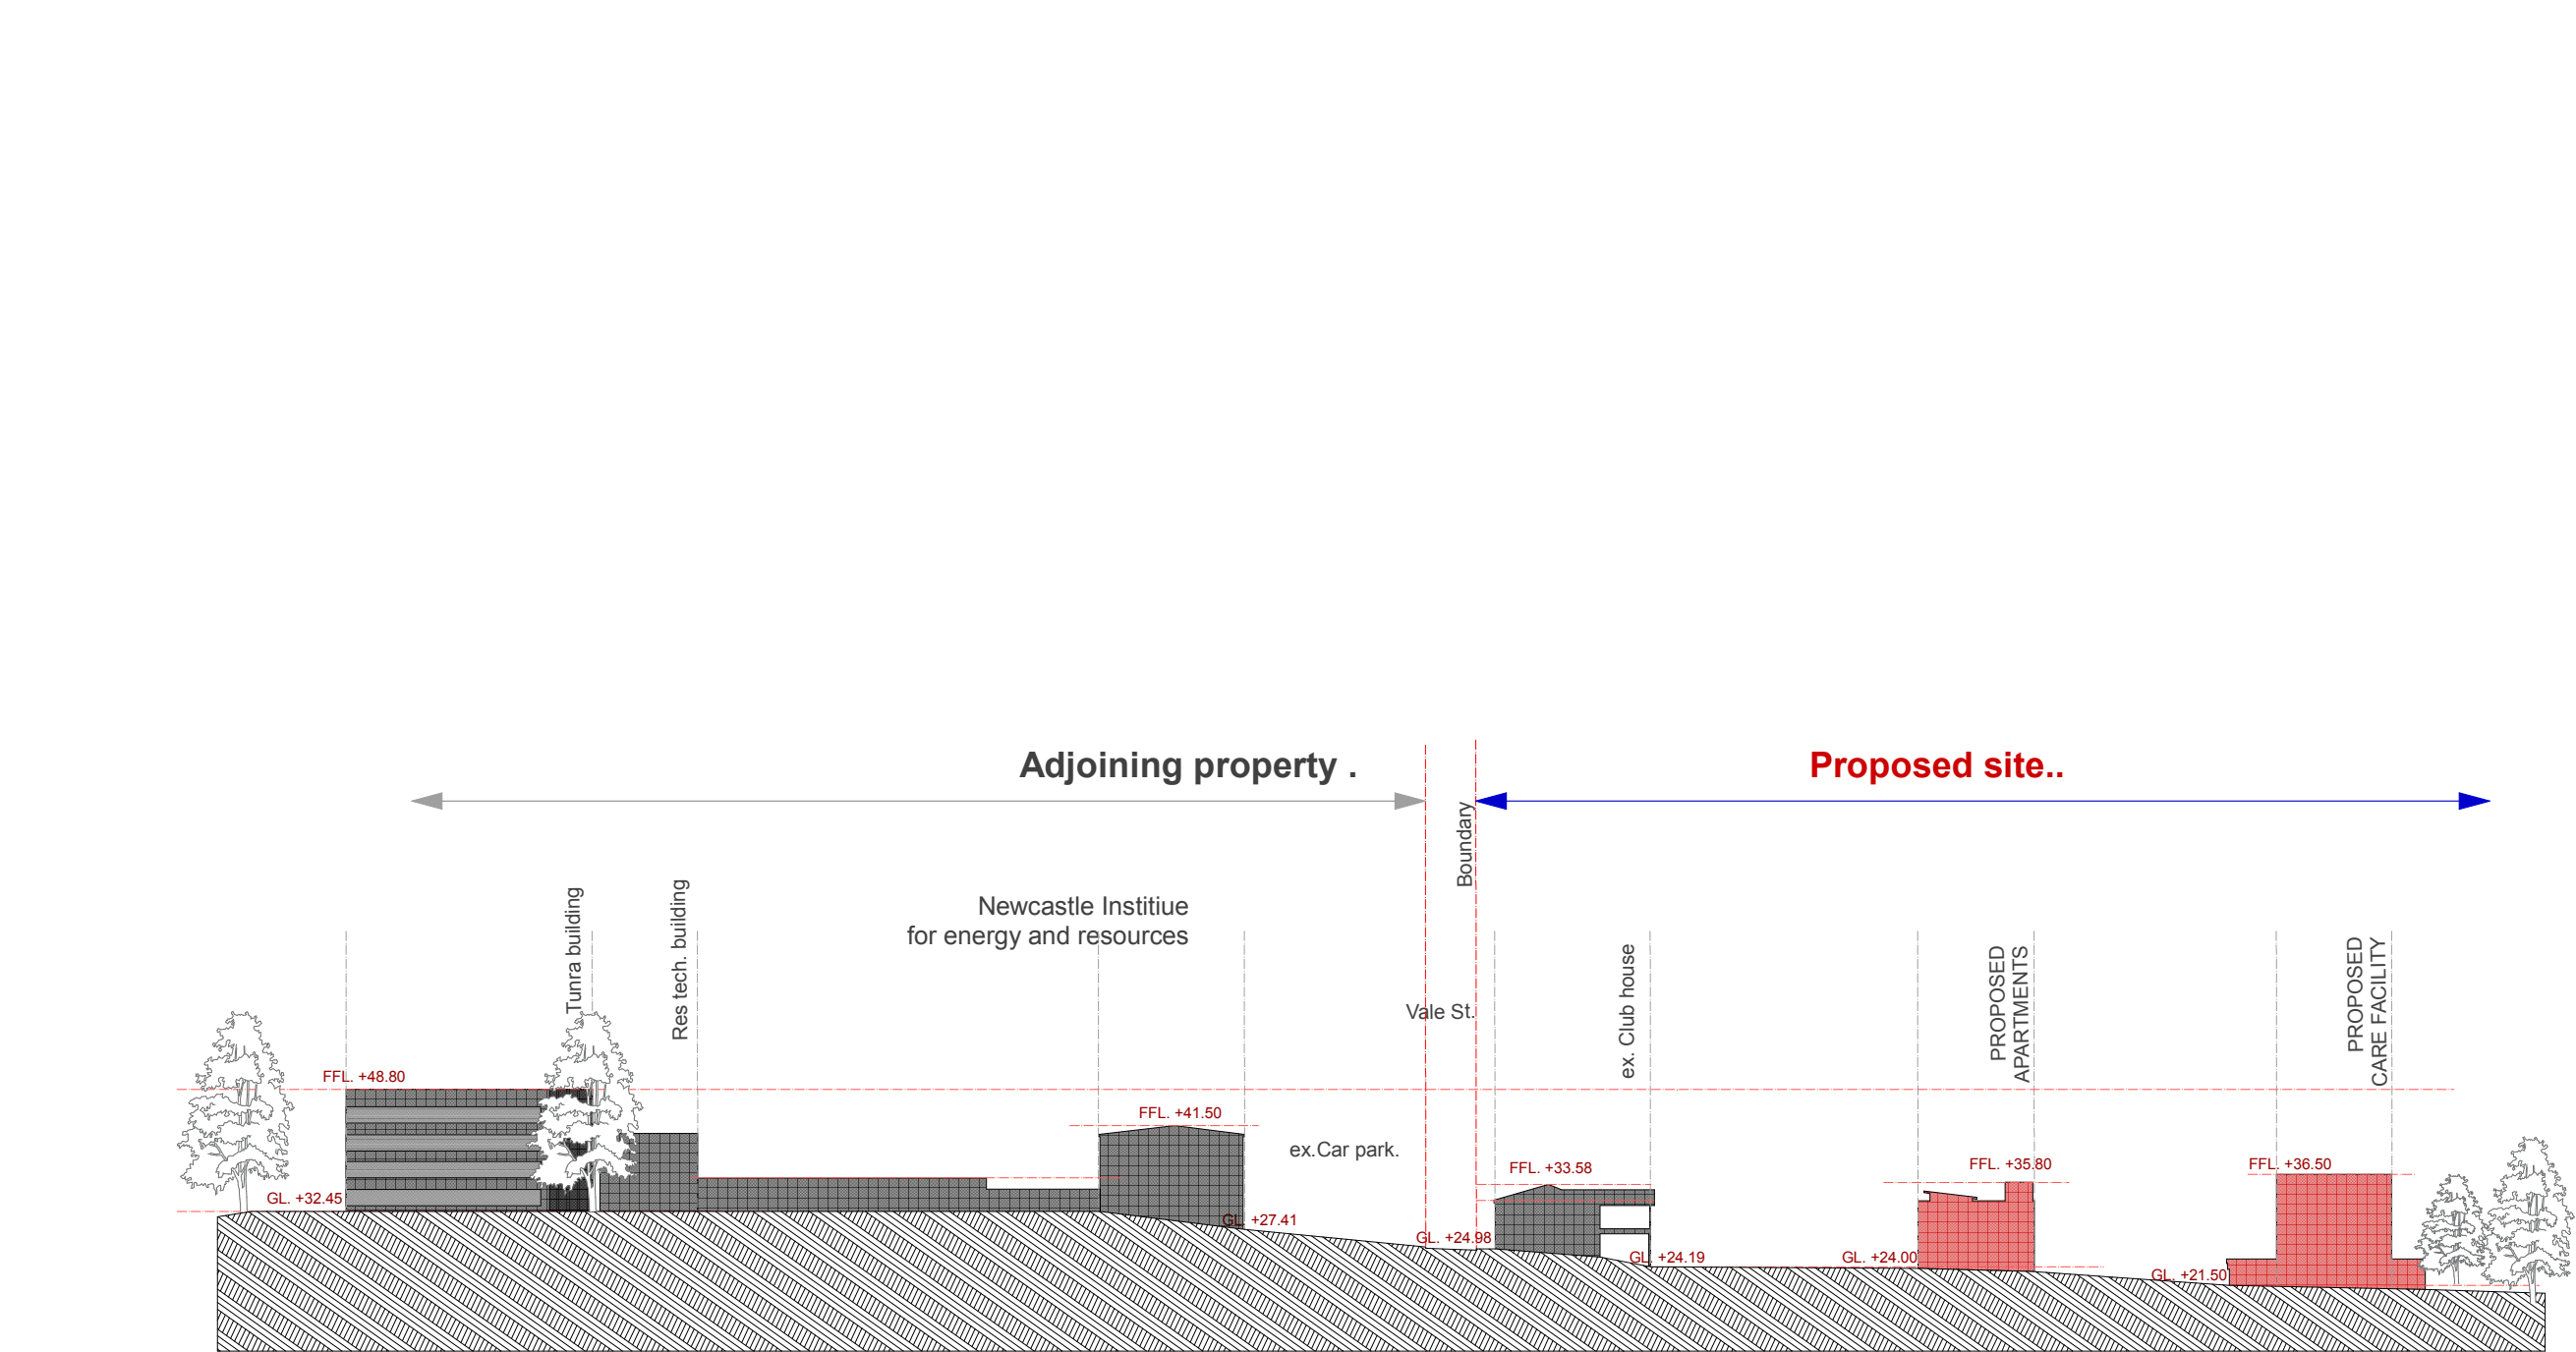 Adjoining property .
Proposed site..
Boundary
Tunra building
Res tech. building
Newcastle Institiue
for energy and resources
Vale St.
ex. Club house
PROPOSED
APARTMENTS
PROPOSED
CARE FACILITY
FFL. +48.80
FFL. +41.50
ex.Car park.
FFL. +33.58
FFL. +35.80
FFL. +36.50
GL. +32.45
GL. +27.41
GL. +24.98
GL. +24.19
GL. +24.00
GL. +21.50